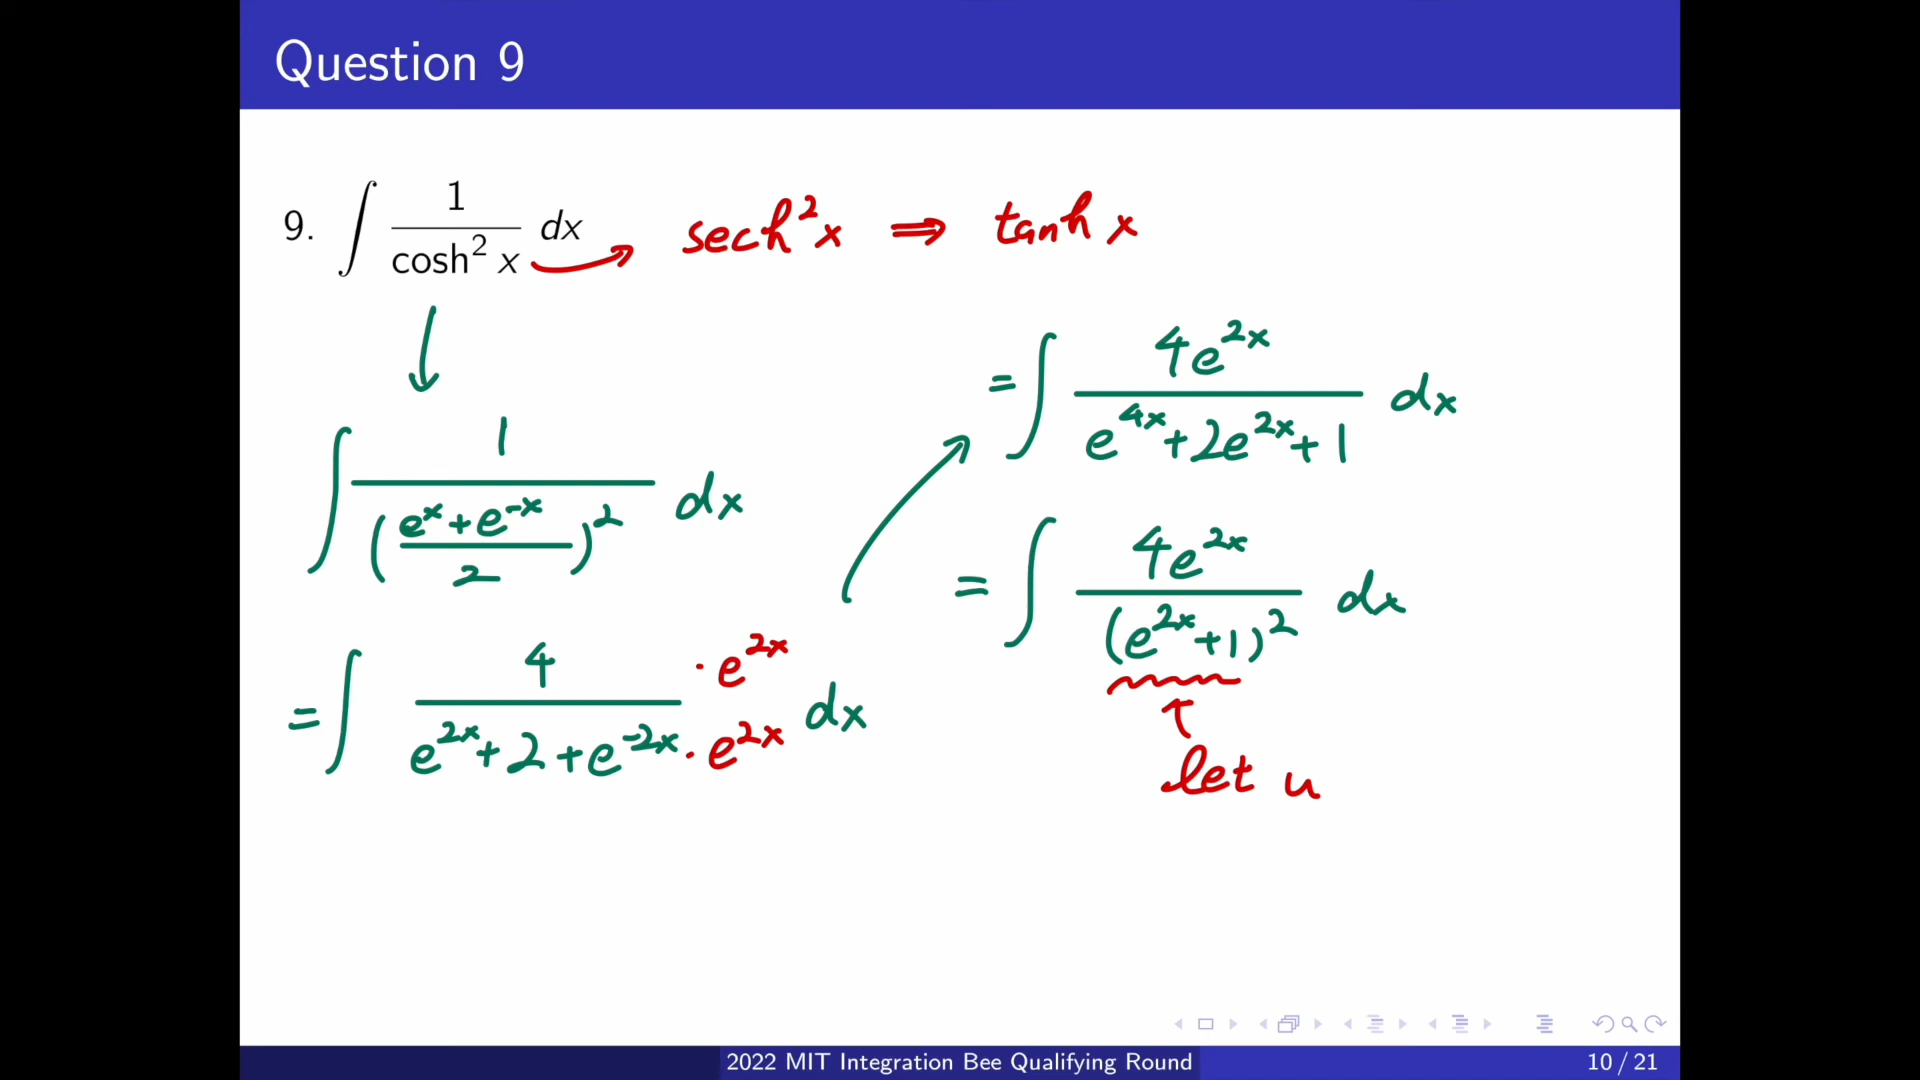 Question 9
9. ∫ 1/cosh² x dx → sech²x ⇒ tanh x
↓
∫ 1/((eˣ+e⁻ˣ)/2)² dx
= ∫ 4/(e²ˣ+2+e⁻²ˣ) · e²ˣ/· e²ˣ dx
= ∫ 4e²ˣ/(e⁴ˣ+2e²ˣ+1) dx
= ∫ 4e²ˣ/(e²ˣ+1)² dx
↑
let u
2022 MIT Integration Bee Qualifying Round
10 / 21